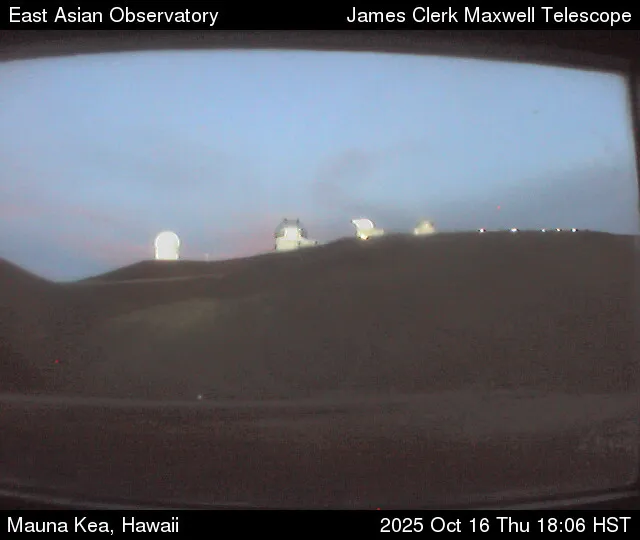 East Asian Observatory
James Clerk Maxwell Telescope
Mauna Kea, Hawaii
2025 Oct 16 Thu 18:06 HST